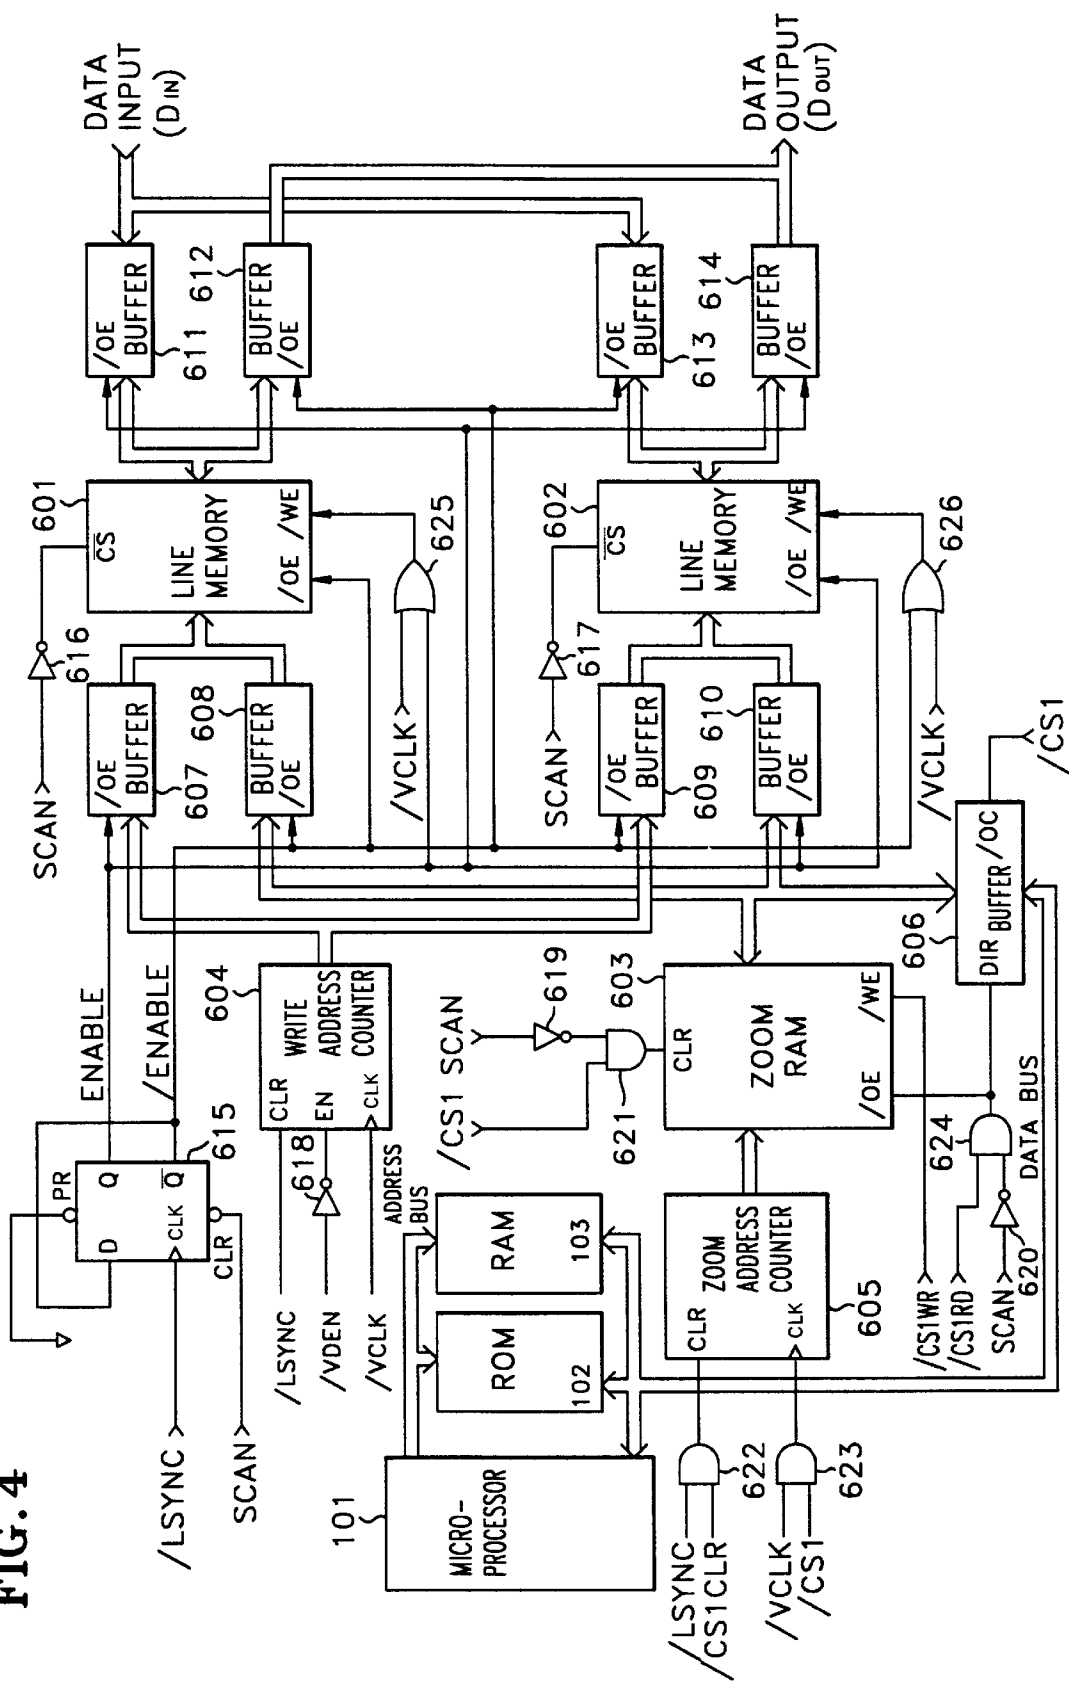 FIG. 4
/LSYNC
SCAN
D
PR
Q
CLK
Q
CLR
615
ENABLE
/ENABLE
/LSYNC
/VDEN
/VCLK
618
CLR
EN
CLK
WRITE
ADDRESS
COUNTER
604
SCAN
616
/OE
BUFFER
607
608
BUFFER
/OE
601
CS
LINE
MEMORY
/OE
/WE
/VCLK
625
/OE
BUFFER
611
612
BUFFER
/OE
DATA
INPUT
(DIN)
101
MICRO-
PROCESSOR
ADDRESS
BUS
ROM
102
RAM
103
/CS1
SCAN
619
621
603
CLR
ZOOM
RAM
/OE
/WE
SCAN
617
/OE
BUFFER
609
610
BUFFER
/OE
602
CS
LINE
MEMORY
/OE
/WE
/VCLK
626
/OE
BUFFER
613
614
BUFFER
/OE
DATA
OUTPUT
(DOUT)
/LSYNC
/CS1CLR
622
/VCLK
/CS1
623
CLR
CLK
ZOOM
ADDRESS
COUNTER
605
/CS1WR
/CS1RD
SCAN
620
624
DATA BUS
606
DIR
BUFFER
/OC
/CS1